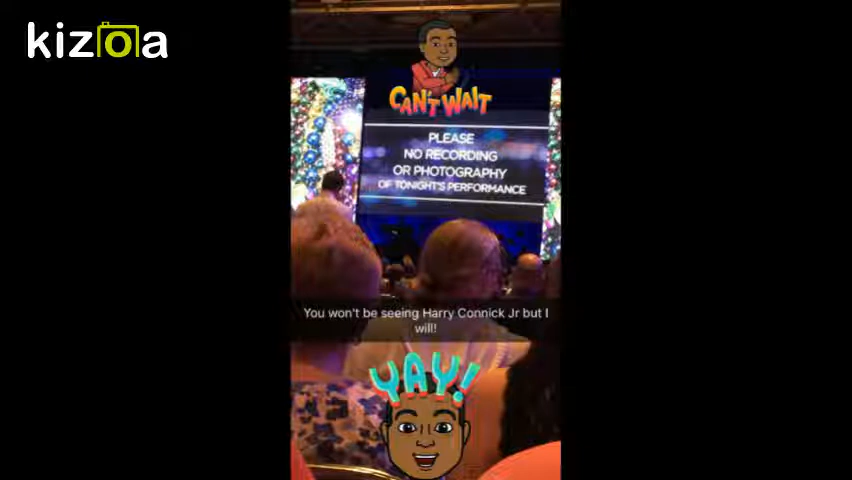 kizoa
CAN'T WAIT
PLEASE
NO RECORDING
OR PHOTOGRAPHY
OF TONIGHT'S PERFORMANCE
You won't be seeing Harry Connick Jr but I
will!
YAY!